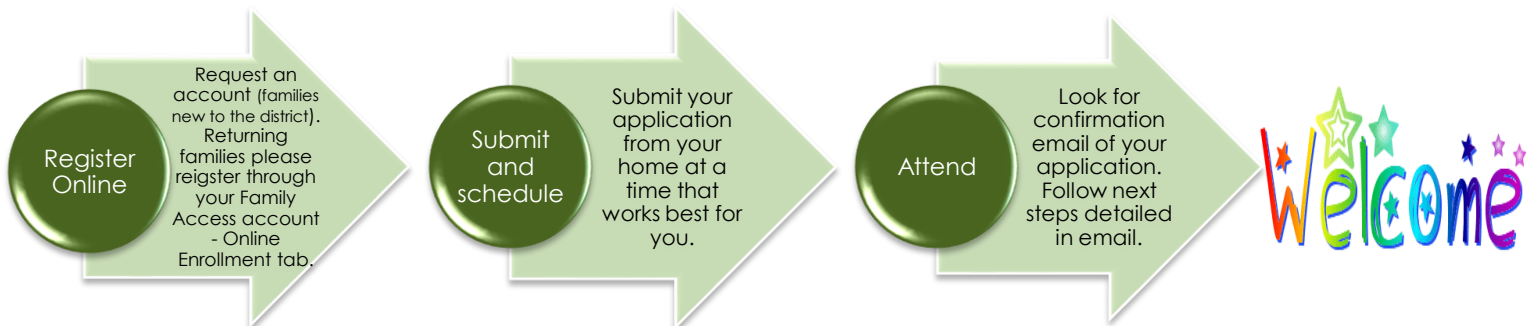 Register
Online
Request an
account (families
new to the district).
Returning
families please
reigster through
your Family
Access account
- Online
Enrollment tab.
Submit
and
schedule
Submit your
application
from your
home at a
time that
works best for
you.
Attend
Look for
confirmation
email of your
application.
Follow next
steps detailed
in email.
Welcome